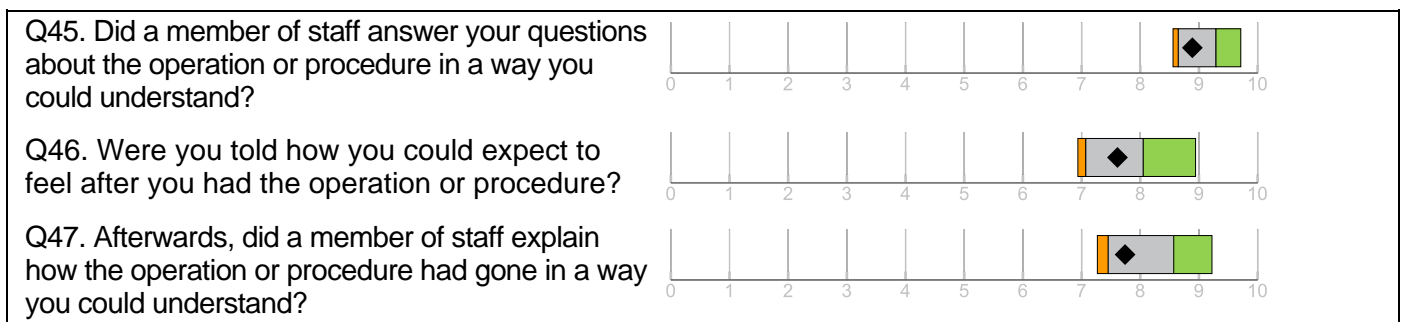 Q45. Did a member of staff answer your questions
about the operation or procedure in a way you
could understand?
0 1 2 3 4 5 6 7 8 9 10
Q46. Were you told how you could expect to
feel after you had the operation or procedure?
0 1 2 3 4 5 6 7 8 9 10
Q47. Afterwards, did a member of staff explain
how the operation or procedure had gone in a way
you could understand?
0 1 2 3 4 5 6 7 8 9 10